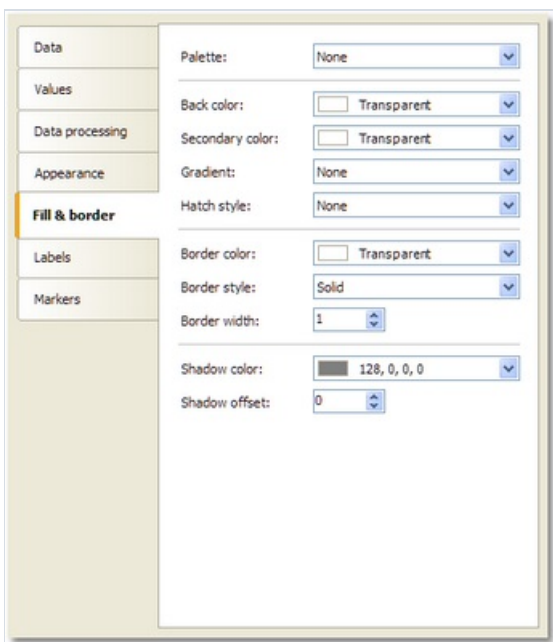 Data
Values
Data processing
Appearance
Fill & border
Labels
Markers
Palette: None
Back color: Transparent
Secondary color: Transparent
Gradient: None
Hatch style: None
Border color: Transparent
Border style: Solid
Border width: 1
Shadow color: 128, 0, 0, 0
Shadow offset: 0